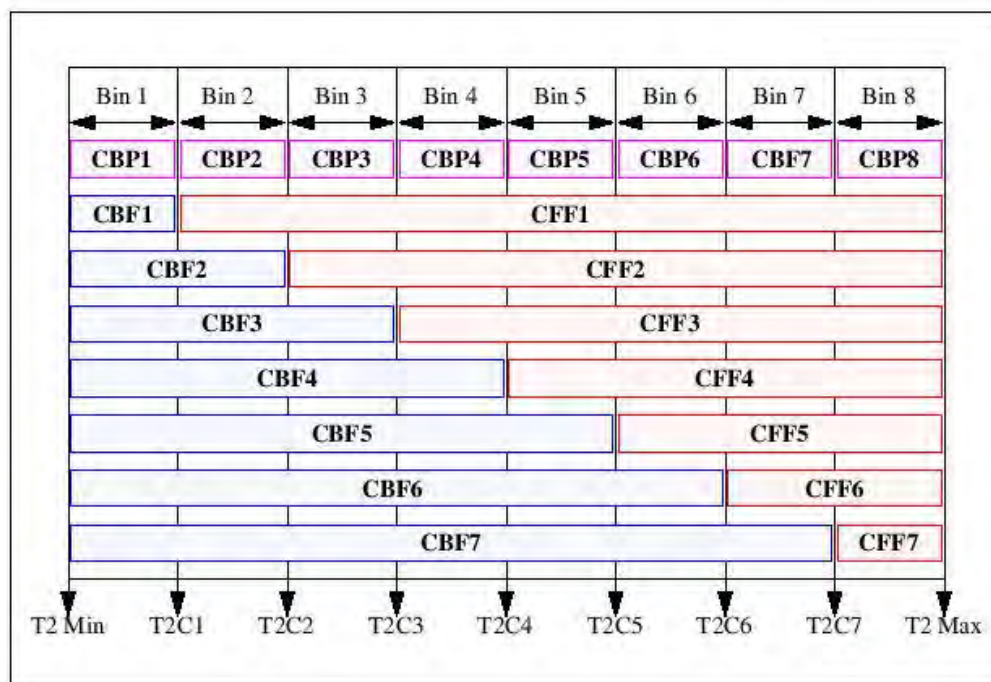 Bin 1 Bin 2 Bin 3 Bin 4 Bin 5 Bin 6 Bin 7 Bin 8
CBP1 CBP2 CBP3 CBP4 CBP5 CBP6 CBF7 CBP8
CBF1 CFF1
CBF2 CFF2
CBF3 CFF3
CBF4 CFF4
CBF5 CFF5
CBF6 CFF6
CBF7 CFF7
T2 Min T2C1 T2C2 T2C3 T2C4 T2C5 T2C6 T2C7 T2 Max